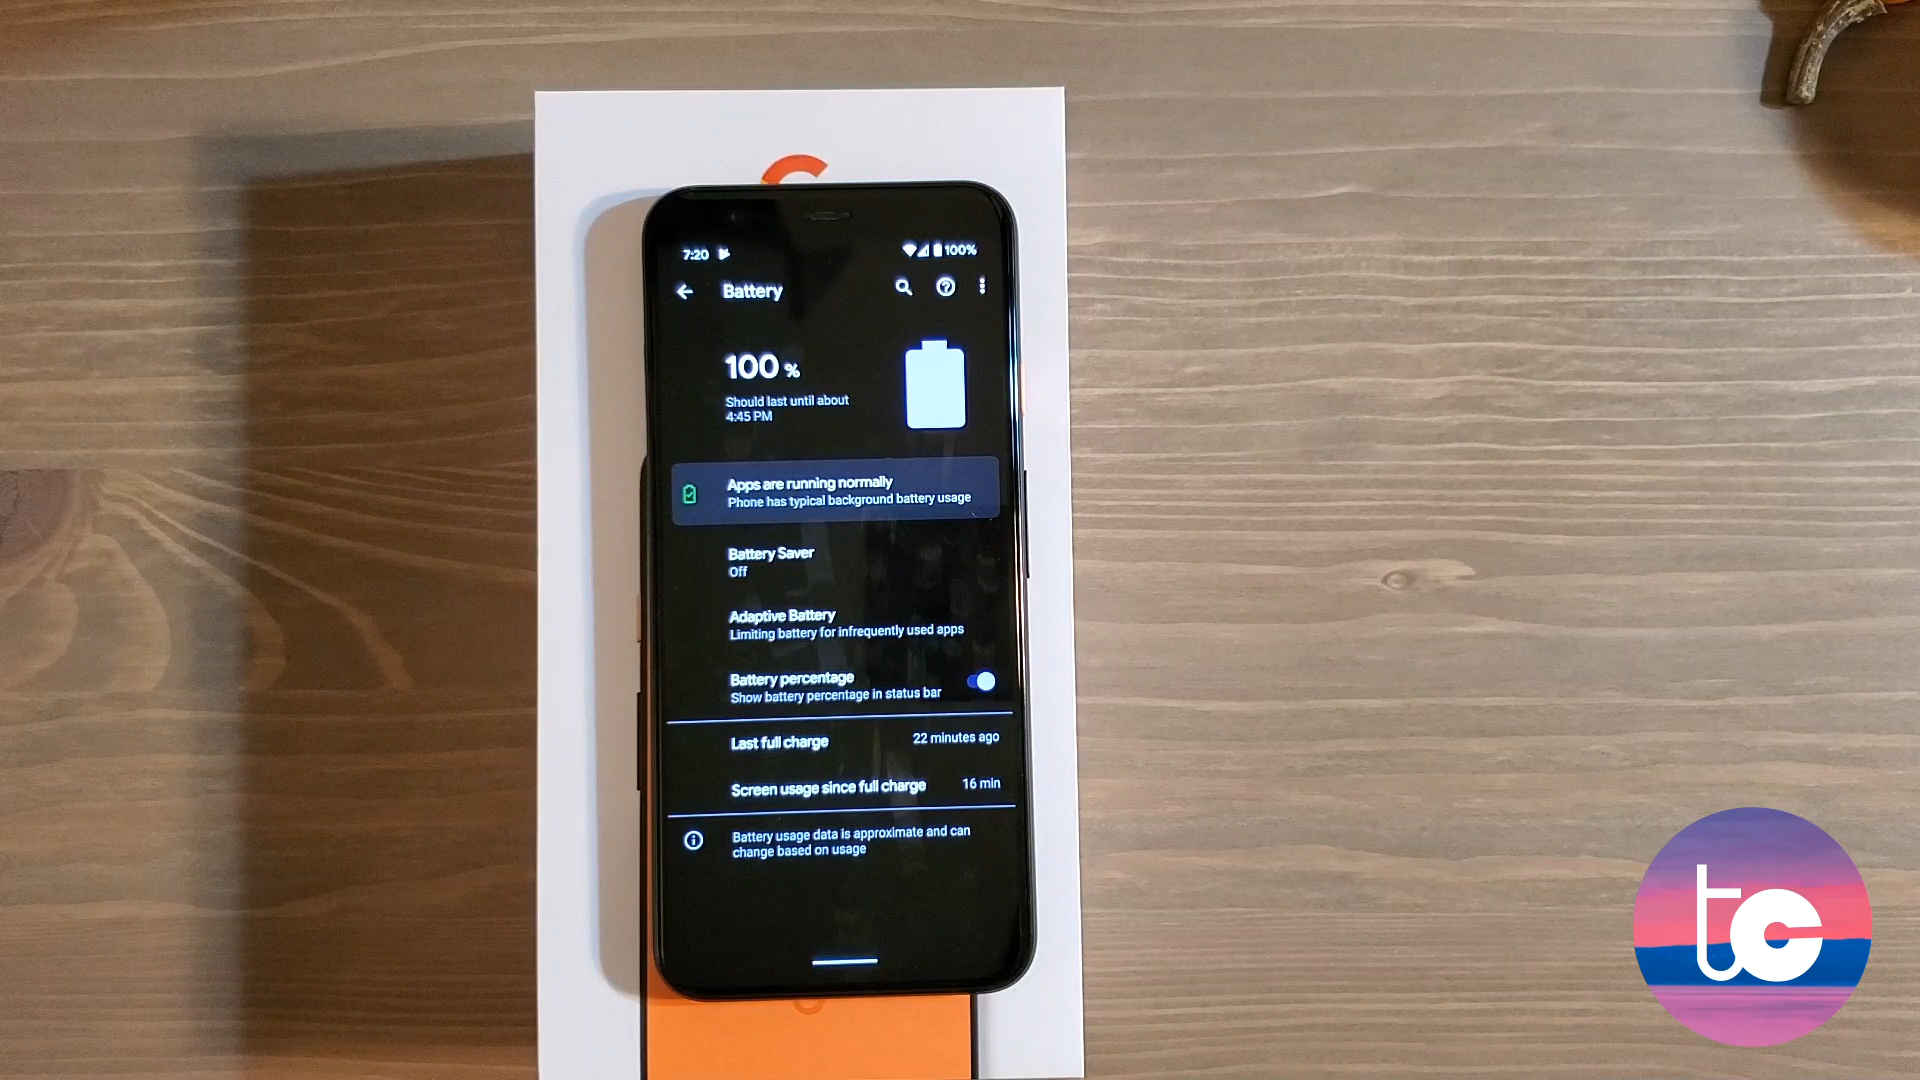 7:20 100%
Battery
100 %
Should last until about
4:45 PM
Apps are running normally
Phone has typical background battery usage
Battery Saver
Off
Adaptive Battery
Limiting battery for infrequently used apps
Battery percentage
Show battery percentage in status bar
Last full charge 22 minutes ago
Screen usage since full charge 16 min
Battery usage data is approximate and can
change based on usage
tc